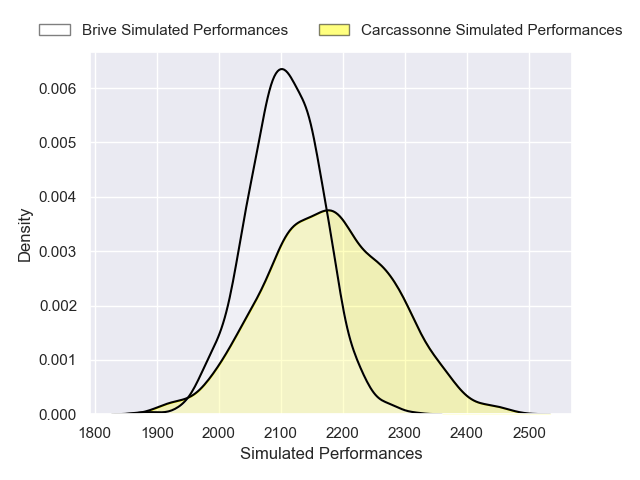 Brive Simulated Performances Carcassonne Simulated Performances
0.006
0.005
0.004
0.003
0.002
0.001
0.000
Density
1800 1900 2000 2100 2200 2300 2400 2500
Simulated Performances